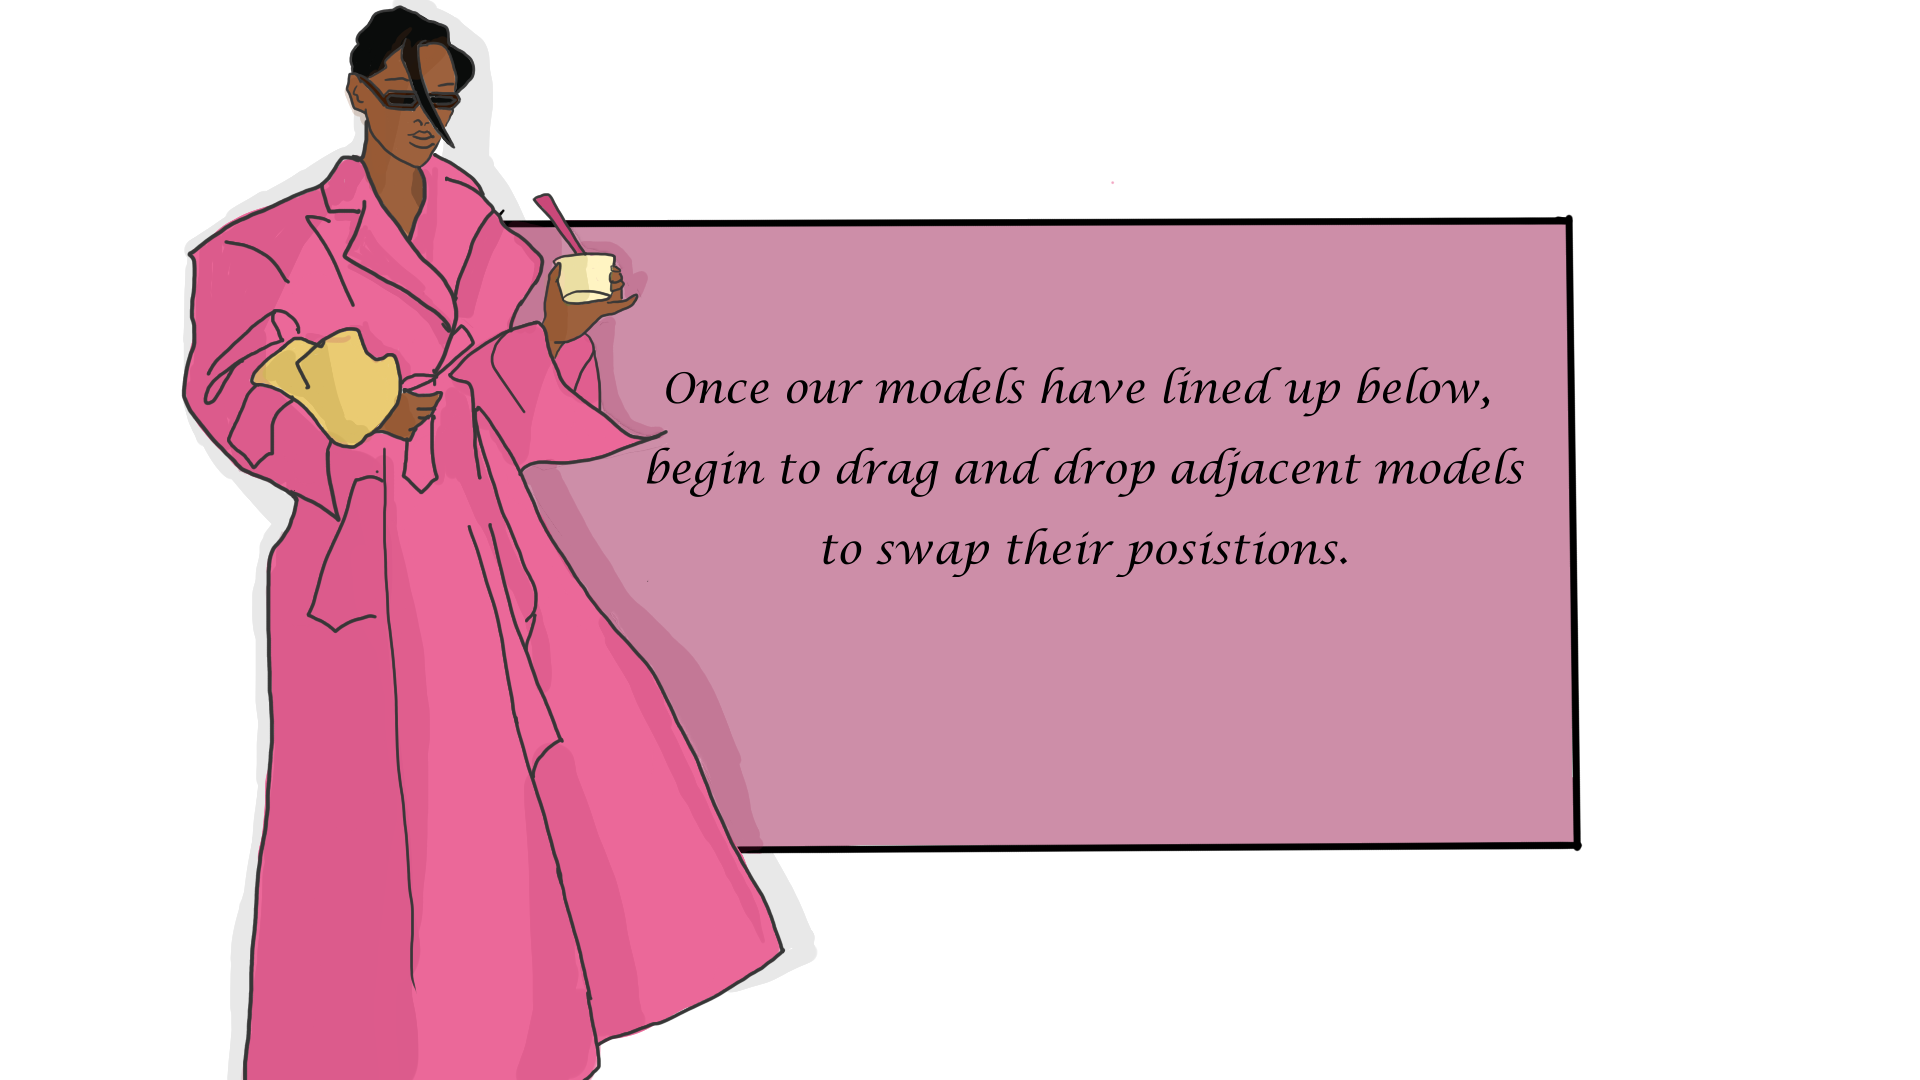 Once our models have lined up below,
begin to drag and drop adjacent models
to swap their posistions.